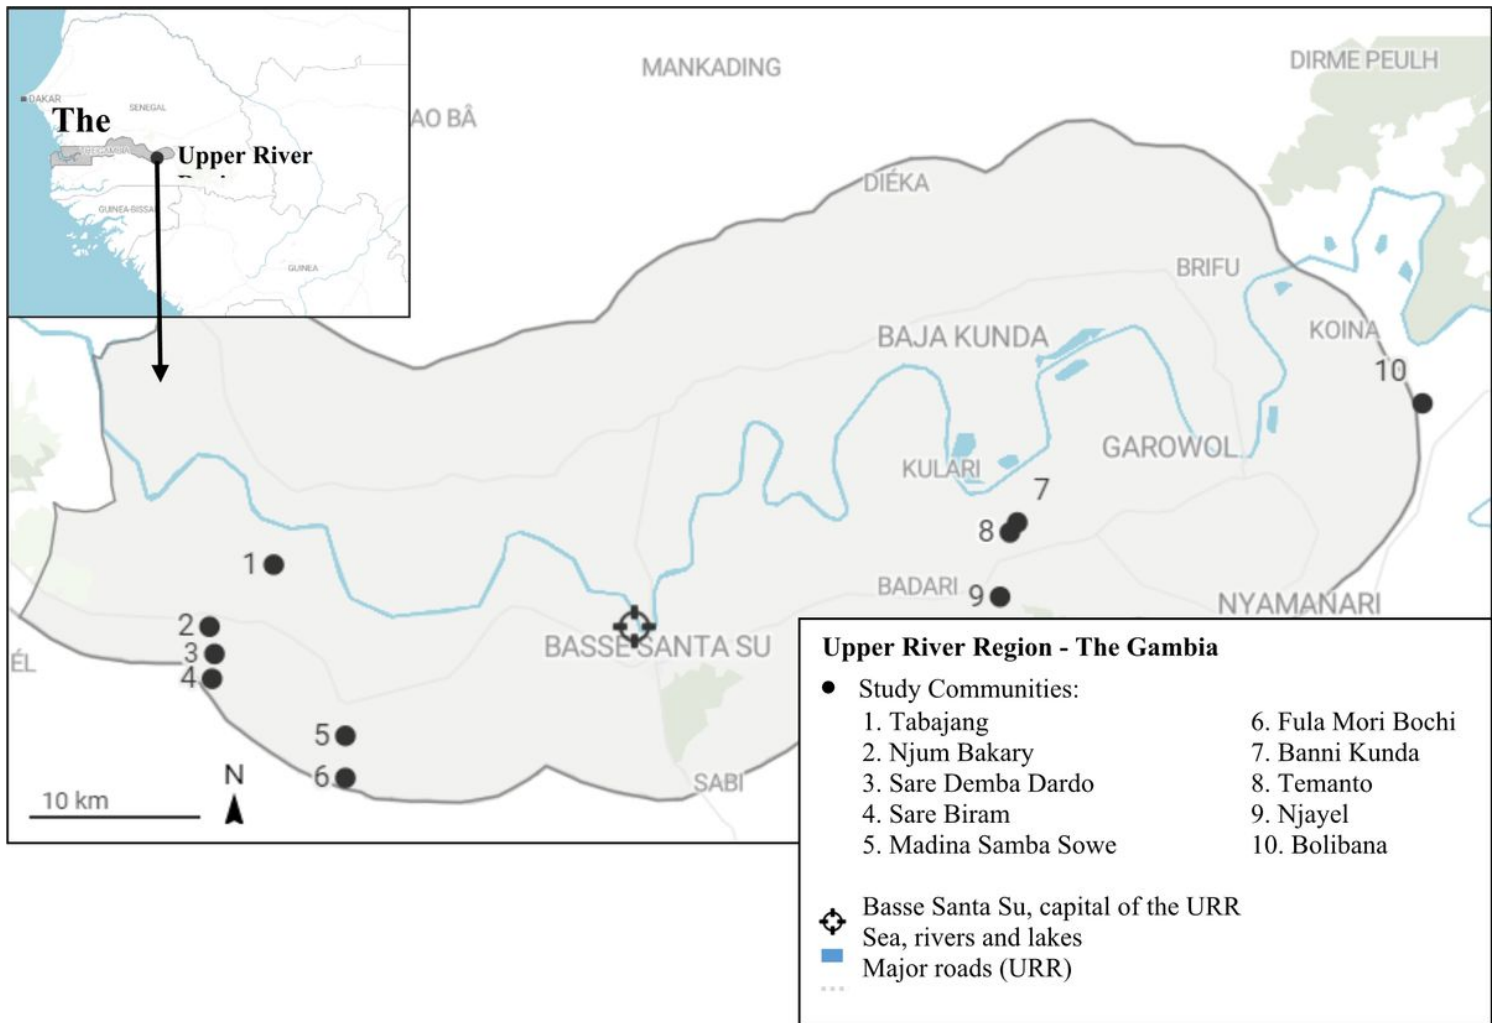 DAKAR
SENEGAL
The
Upper River
GUINEA-BISSAU
GUINEA
MANKADING
DIRME PEULH
AO BÂ
DIÉKA
BRIFU
BAJA KUNDA
KOINA
10
GAROWOL
KULARI
7
8
1
BADARI
9
NYAMANARI
2
BASSE SANTA SU
3
ÉL
4
5
6
SABI
N
10 km
Upper River Region - The Gambia
Study Communities:
1. Tabajang
2. Njum Bakary
3. Sare Demba Dardo
4. Sare Biram
5. Madina Samba Sowe
6. Fula Mori Bochi
7. Banni Kunda
8. Temanto
9. Njayel
10. Bolibana
Basse Santa Su, capital of the URR
Sea, rivers and lakes
Major roads (URR)